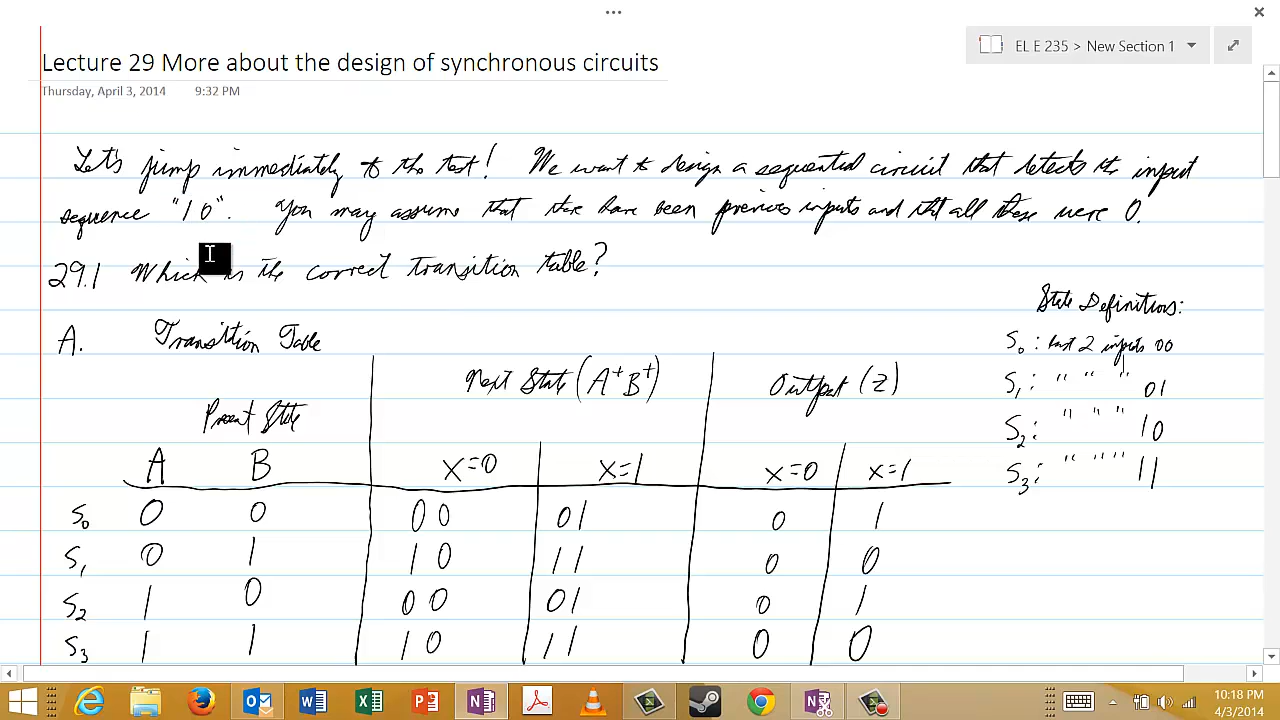 EL E 235 > New Section 1
Lecture 29 More about the design of synchronous circuits
Thursday, April 3, 2014 9:32 PM
Let's jump immediately to the test! We want to design a sequential circuit that detects the input
sequence "10". You may assume that there have been previous inputs and that all these were 0.
29.1 Which is the correct transition table?
State Definitions:
A. Transition Table
S0: Last 2 inputs 00
S1: " " " 01
S2: " " " 10
S3: " " " 11
Next State (A+B+) Output (Z)
Present State
A B x=0 x=1 x=0 x=1
S0 0 0 00 01 0 1
S1 0 1 10 11 0 0
S2 1 0 00 01 0 1
S3 1 1 10 11 0 0
10:18 PM
4/3/2014